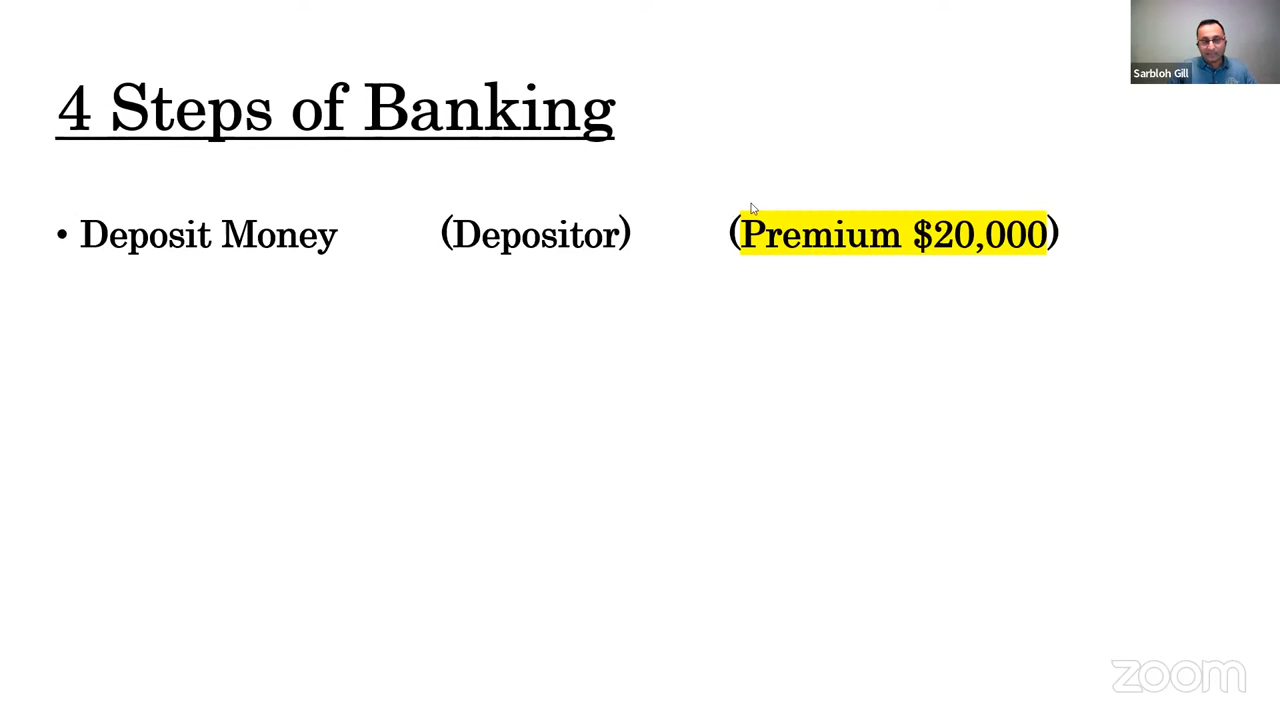 Sarbloh Gill
4 Steps of Banking
• Deposit Money (Depositor) (Premium $20,000)
zoom